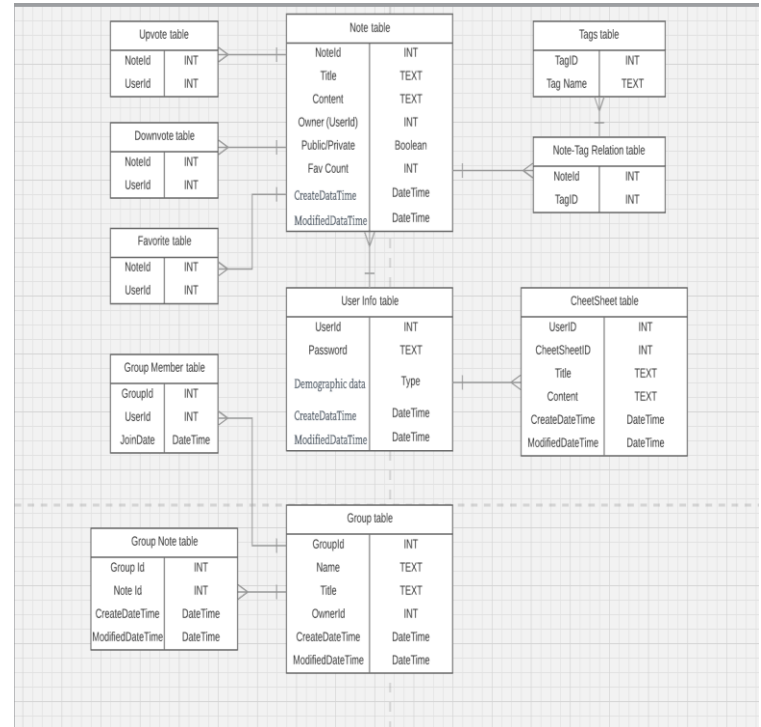 Upvote table
NoteId INT
UserId INT
Note table
NoteId INT
Title TEXT
Content TEXT
Owner (UserId) INT
Public/Private Boolean
Fav Count INT
CreateDataTime DateTime
ModifiedDataTime DateTime
Tags table
TagID INT
Tag Name TEXT
Downvote table
NoteId INT
UserId INT
Note-Tag Relation table
NoteId INT
TagID INT
Favorite table
NoteId INT
UserId INT
User Info table
UserId INT
Password TEXT
Demographic data Type
CreateDataTime DateTime
ModifiedDataTime DateTime
CheetSheet table
UserID INT
CheetSheetID INT
Title TEXT
Content TEXT
CreateDateTime DateTime
ModifiedDateTime DateTime
Group Member table
GroupId INT
UserId INT
JoinDate DateTime
Group Note table
Group Id INT
Note Id INT
CreateDateTime DateTime
ModifiedDateTime DateTime
Group table
GroupId INT
Name TEXT
Title TEXT
OwnerId INT
CreateDateTime DateTime
ModifiedDateTime DateTime